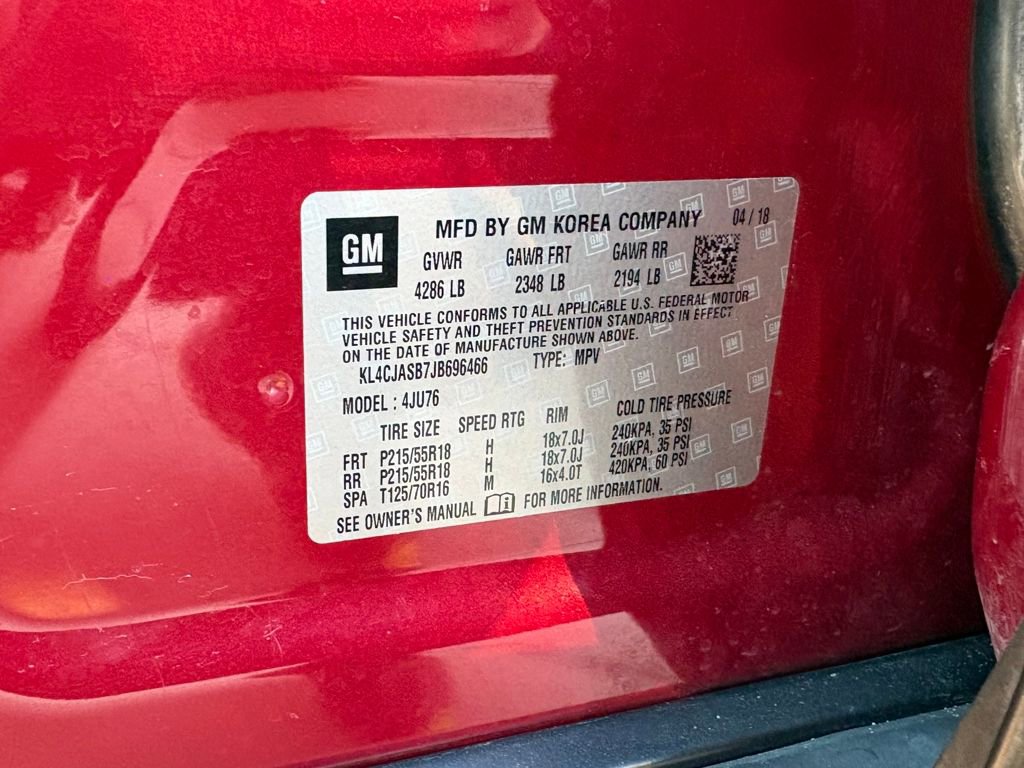 GM
MFD BY GM KOREA COMPANY 04 / 18
GVWR GAWR FRT GAWR RR
4286 LB 2348 LB 2194 LB
THIS VEHICLE CONFORMS TO ALL APPLICABLE U.S. FEDERAL MOTOR
VEHICLE SAFETY AND THEFT PREVENTION STANDARDS IN EFFECT
ON THE DATE OF MANUFACTURE SHOWN ABOVE.
KL4CJASB7JB696466 TYPE: MPV
MODEL : 4JU76
TIRE SIZE SPEED RTG RIM COLD TIRE PRESSURE
FRT P215/55R18 H 18x7.0J 240KPA, 35 PSI
RR P215/55R18 H 18x7.0J 240KPA, 35 PSI
SPA T125/70R16 M 16x4.0T 420KPA, 60 PSI
SEE OWNER'S MANUAL FOR MORE INFORMATION.